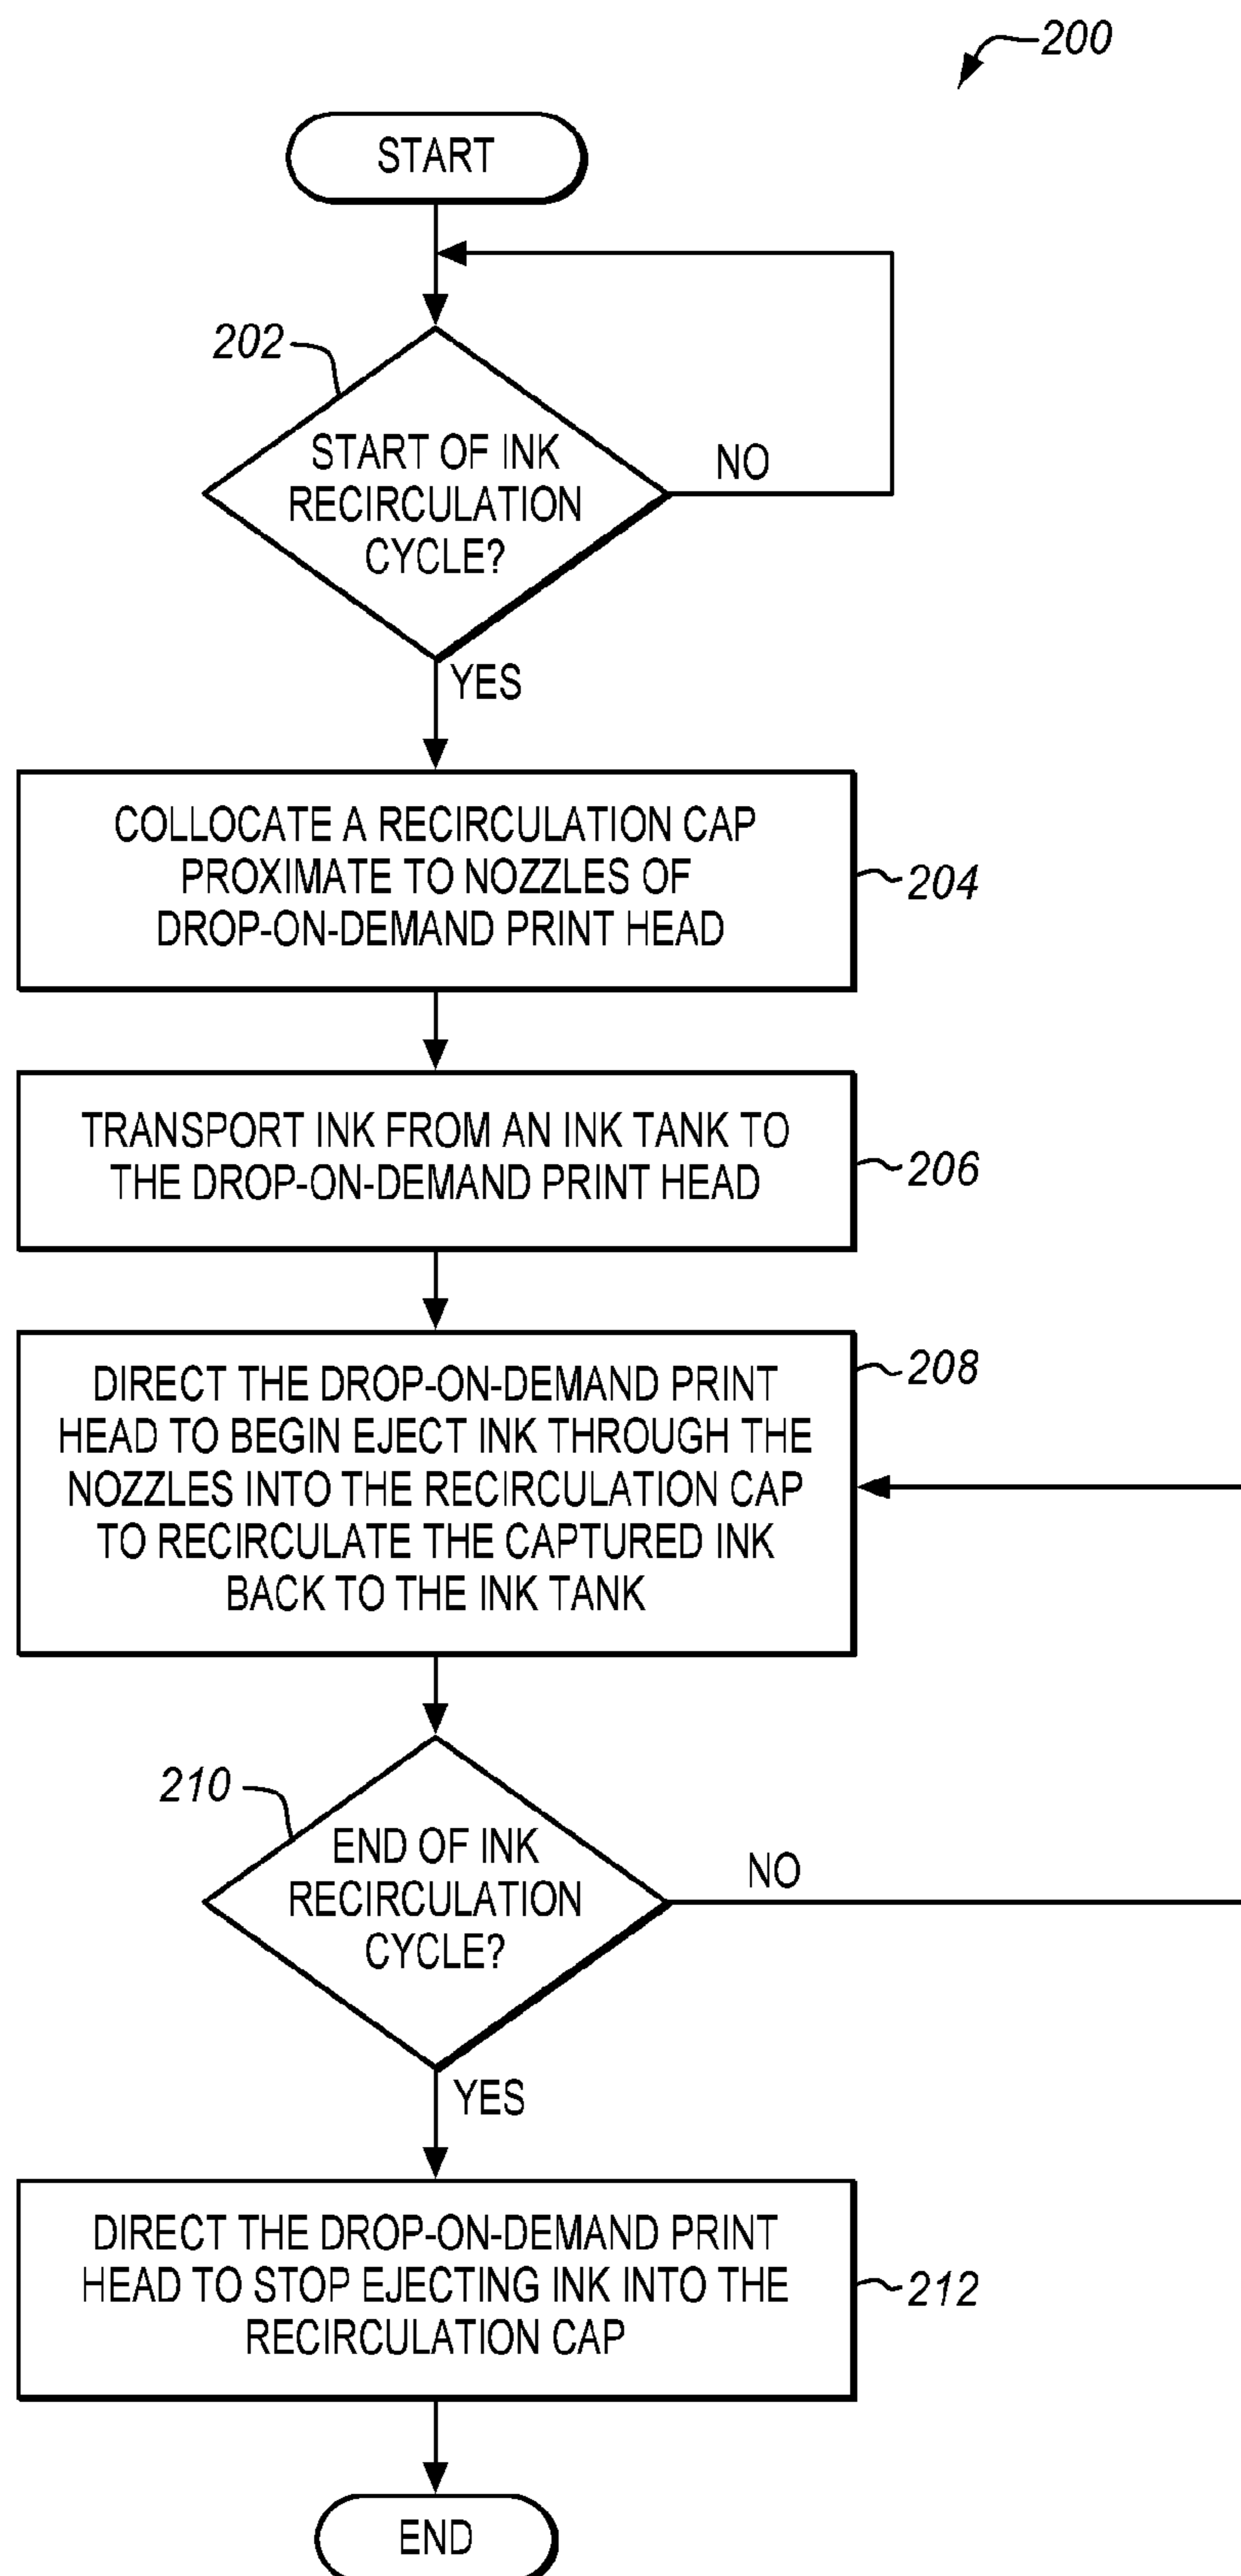 200
START
202
START OF INK
RECIRCULATION
CYCLE?
NO
YES
COLLOCATE A RECIRCULATION CAP
PROXIMATE TO NOZZLES OF
DROP-ON-DEMAND PRINT HEAD
204
TRANSPORT INK FROM AN INK TANK TO
THE DROP-ON-DEMAND PRINT HEAD
206
DIRECT THE DROP-ON-DEMAND PRINT
HEAD TO BEGIN EJECT INK THROUGH THE
NOZZLES INTO THE RECIRCULATION CAP
TO RECIRCULATE THE CAPTURED INK
BACK TO THE INK TANK
208
210
END OF INK
RECIRCULATION
CYCLE?
NO
YES
DIRECT THE DROP-ON-DEMAND PRINT
HEAD TO STOP EJECTING INK INTO THE
RECIRCULATION CAP
212
END